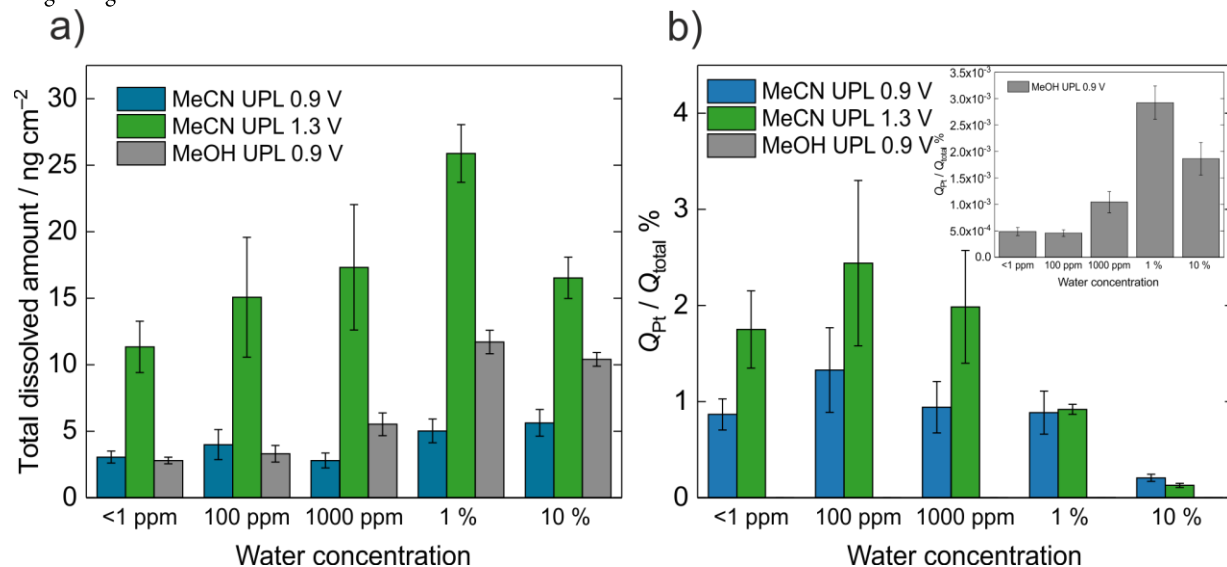 a)
30
25
20
15
10
5
0
MeCN UPL 0.9 V
MeCN UPL 1.3 V
MeOH UPL 0.9 V
Total dissolved amount / ng cm⁻²
<1 ppm 100 ppm 1000 ppm 1 % 10 %
Water concentration
b)
4
3
2
1
0
MeCN UPL 0.9 V
MeCN UPL 1.3 V
MeOH UPL 0.9 V
Q_Pt / Q_total %
<1 ppm 100 ppm 1000 ppm 1 % 10 %
Water concentration
3.5x10⁻³
3.0x10⁻³
2.5x10⁻³
1.5x10⁻³
1.0x10⁻³
5.0x10⁻⁴
0.0
MeOH UPL 0.9 V
Q_Pt / Q_total %
<1 ppm 100 ppm 1000 ppm 1 % 10 %
Water concentration